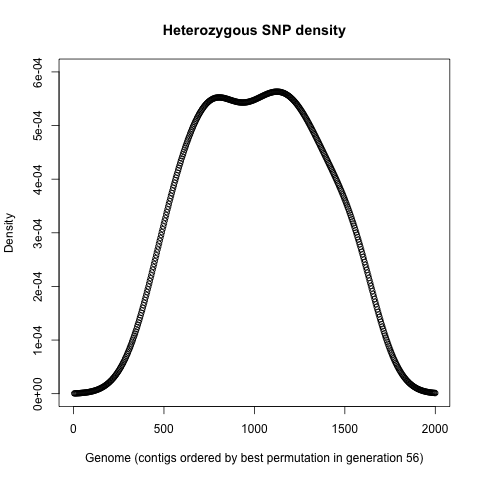 Heterozygous SNP density
6e-04
5e-04
4e-04
3e-04
2e-04
1e-04
0e+00
Density
0 500 1000 1500 2000
Genome (contigs ordered by best permutation in generation 56)